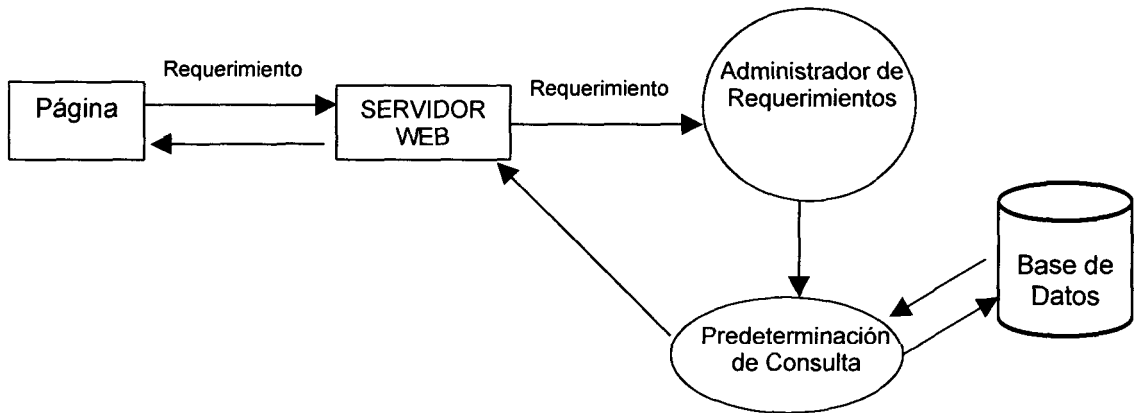 Requerimiento
Página
SERVIDOR
WEB
Requerimiento
Administrador de
Requerimientos
Base de
Datos
Predeterminación
de Consulta